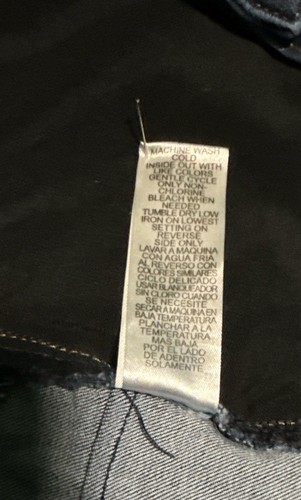 MACHINE WASH
COLD
INSIDE OUT WITH
LIKE COLORS
GENTLE CYCLE
ONLY NON-
CHLORINE
BLEACH WHEN
NEEDED
TUMBLE DRY LOW
IRON ON LOWEST
SETTING ON
REVERSE
SIDE ONLY
LAVAR A MAQUINA
CON AGUA FRIA
AL REVERSO CON
COLORES SIMILARES
CICLO DELICADO
USAR BLANQUEADOR
SIN CLORO CUANDO
SE NECESITE
SECAR A MAQUINA EN
BAJA TEMPERATURA
PLANCHAR A LA
TEMPERATURA
MAS BAJA
POR EL LADO
DE ADENTRO
SOLAMENTE